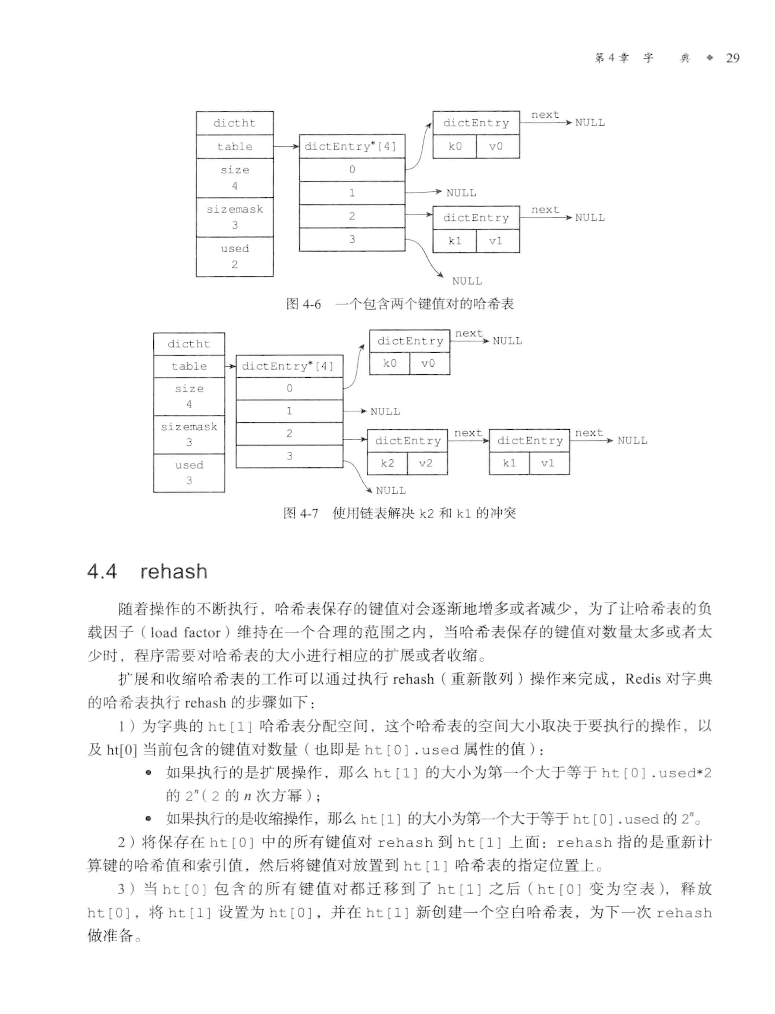 第4章 字 典 ◆ 29
dictht
table
size
4
sizemask
3
used
2
dictEntry*[4]
0
1
2
3
dictEntry
k0 v0
next
NULL
NULL
dictEntry
k1 v1
next
NULL
NULL
图 4-6 一个包含两个键值对的哈希表
dictht
table
size
4
sizemask
3
used
3
dictEntry*[4]
0
1
2
3
dictEntry
k0 v0
next
NULL
NULL
dictEntry
k2 v2
next
dictEntry
k1 v1
next
NULL
NULL
图 4-7 使用链表解决 k2 和 k1 的冲突
4.4 rehash
随着操作的不断执行，哈希表保存的键值对会逐渐地增多或者减少，为了让哈希表的负
载因子（load factor）维持在一个合理的范围之内，当哈希表保存的键值对数量太多或者太
少时，程序需要对哈希表的大小进行相应的扩展或者收缩。
扩展和收缩哈希表的工作可以通过执行 rehash（重新散列）操作来完成，Redis 对字典
的哈希表执行 rehash 的步骤如下：
1）为字典的 ht[1] 哈希表分配空间，这个哈希表的空间大小取决于要执行的操作，以
及 ht[0] 当前包含的键值对数量（也即是 ht[0].used 属性的值）：
● 如果执行的是扩展操作，那么 ht[1] 的大小为第一个大于等于 ht[0].used*2
的 2ⁿ（2 的 n 次方幂）；
● 如果执行的是收缩操作，那么 ht[1] 的大小为第一个大于等于 ht[0].used 的 2ⁿ。
2）将保存在 ht[0] 中的所有键值对 rehash 到 ht[1] 上面：rehash 指的是重新计
算键的哈希值和索引值，然后将键值对放置到 ht[1] 哈希表的指定位置上。
3）当 ht[0] 包含的所有键值对都迁移到了 ht[1] 之后（ht[0] 变为空表），释放
ht[0]，将 ht[1] 设置为 ht[0]，并在 ht[1] 新创建一个空白哈希表，为下一次 rehash
做准备。